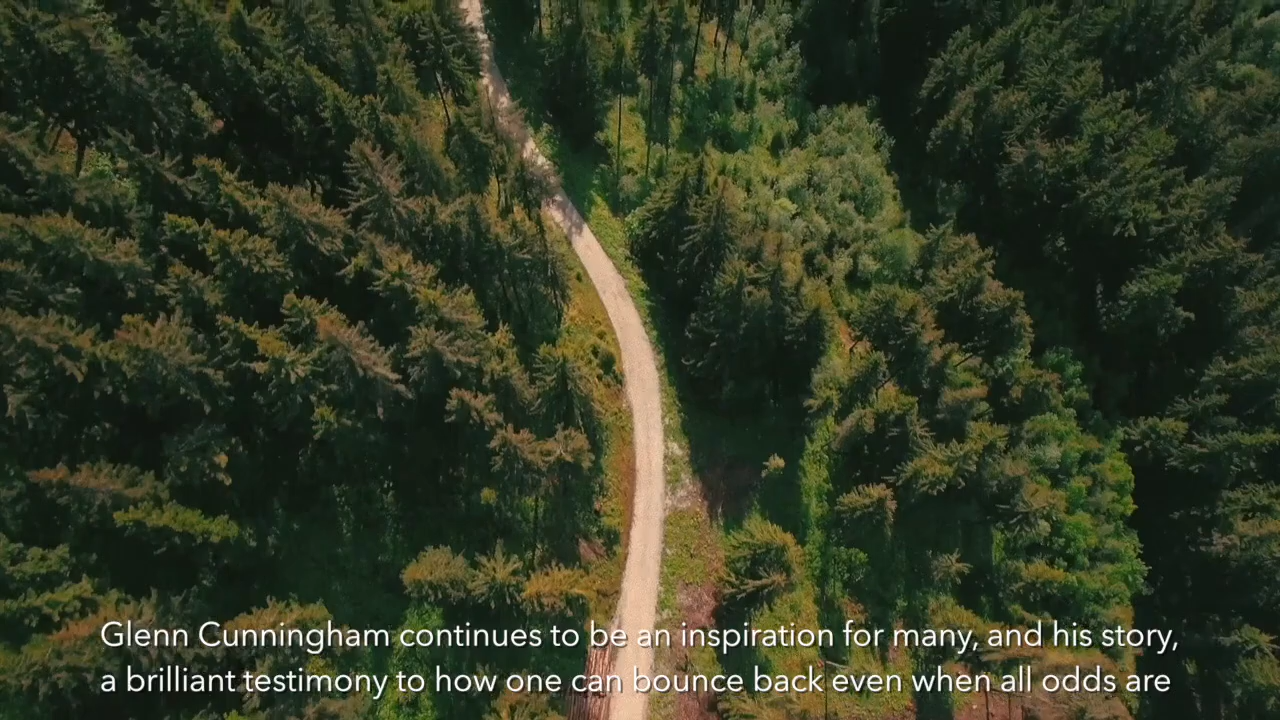 Glenn Cunningham continues to be an inspiration for many, and his story,
a brilliant testimony to how one can bounce back even when all odds are